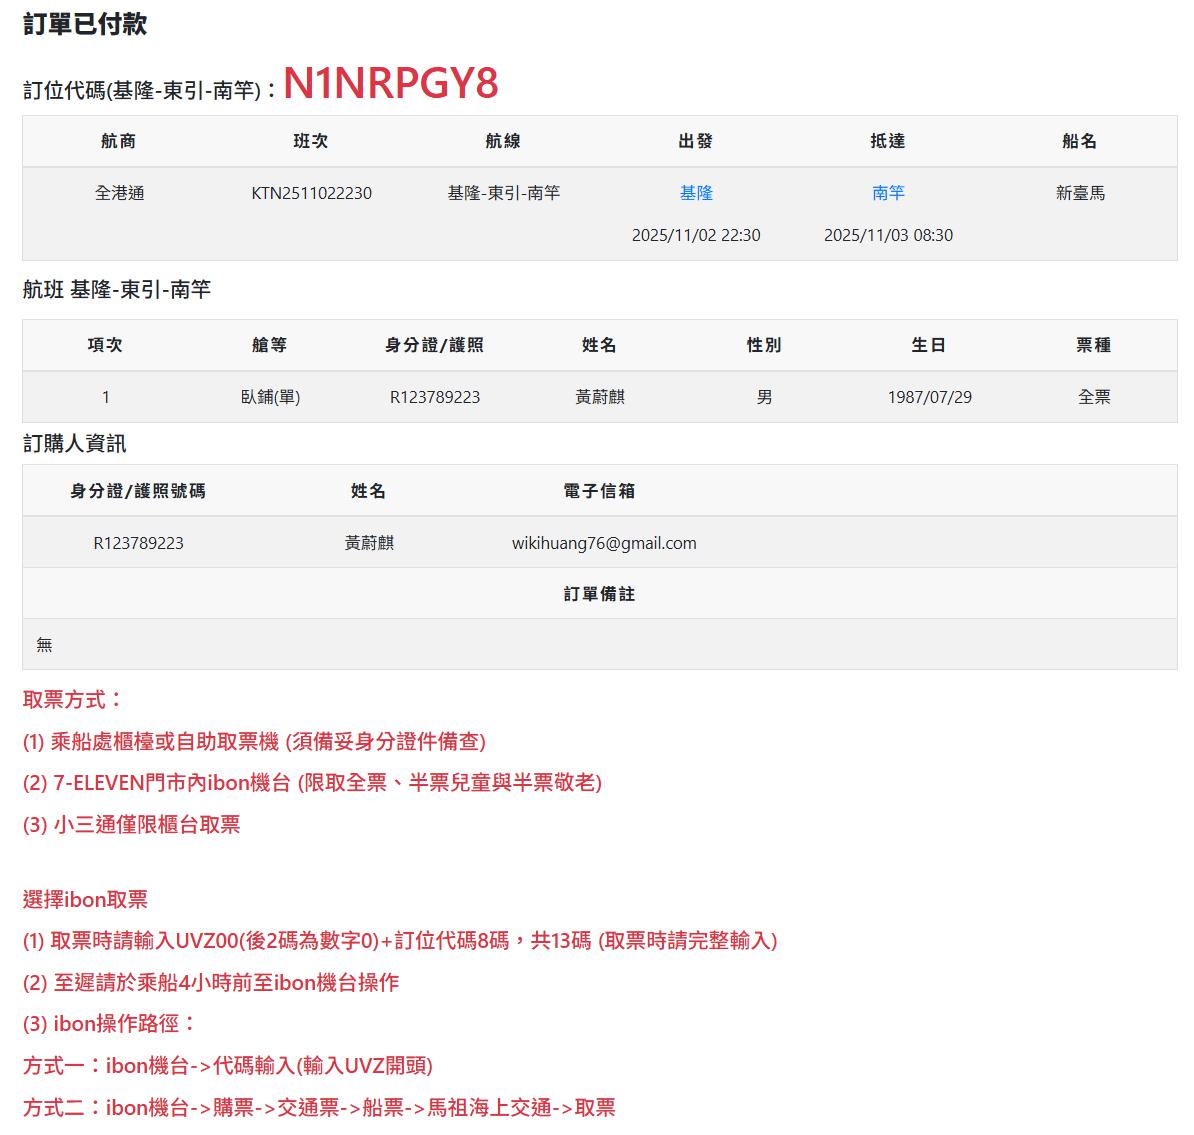 訂單已付款
訂位代碼(基隆-東引-南竿)：N1NRPGY8
航商 班次 航線 出發 抵達 船名
全港通 KTN2511022230 基隆-東引-南竿 基隆 南竿 新臺馬
2025/11/02 22:30 2025/11/03 08:30
航班 基隆-東引-南竿
項次 艙等 身分證/護照 姓名 性別 生日 票種
1 臥鋪(單) R123789223 黃蔚麒 男 1987/07/29 全票
訂購人資訊
身分證/護照號碼 姓名 電子信箱
R123789223 黃蔚麒 wikihuang76@gmail.com
訂單備註
無
取票方式：
(1) 乘船處櫃檯或自助取票機 (須備妥身分證件備查)
(2) 7-ELEVEN門市內ibon機台 (限取全票、半票兒童與半票敬老)
(3) 小三通僅限櫃台取票
選擇ibon取票
(1) 取票時請輸入UVZ00(後2碼為數字0)+訂位代碼8碼，共13碼 (取票時請完整輸入)
(2) 至遲請於乘船4小時前至ibon機台操作
(3) ibon操作路徑：
方式一：ibon機台->代碼輸入(輸入UVZ開頭)
方式二：ibon機台->購票->交通票->船票->馬祖海上交通->取票